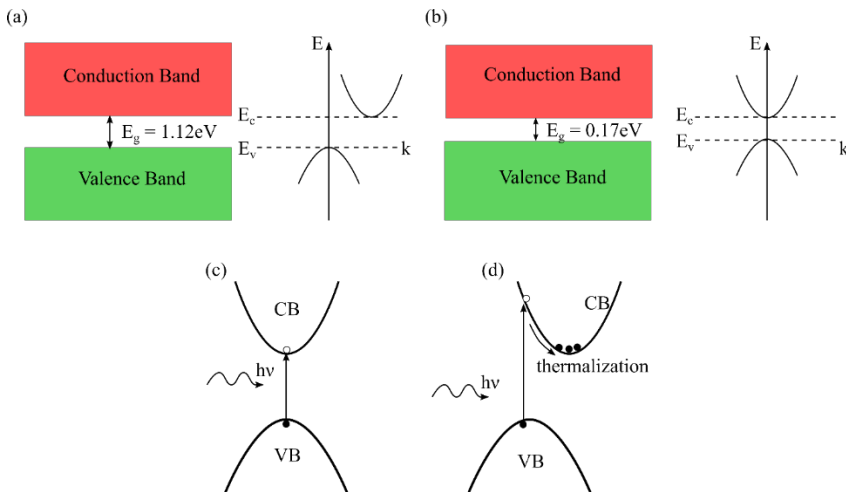 (a)
Conduction Band
E_g = 1.12eV
Valence Band
E
E_c
E_v
k
(b)
Conduction Band
E_g = 0.17eV
Valence Band
E
E_c
E_v
k
(c)
CB
hν
VB
(d)
CB
thermalization
hν
VB